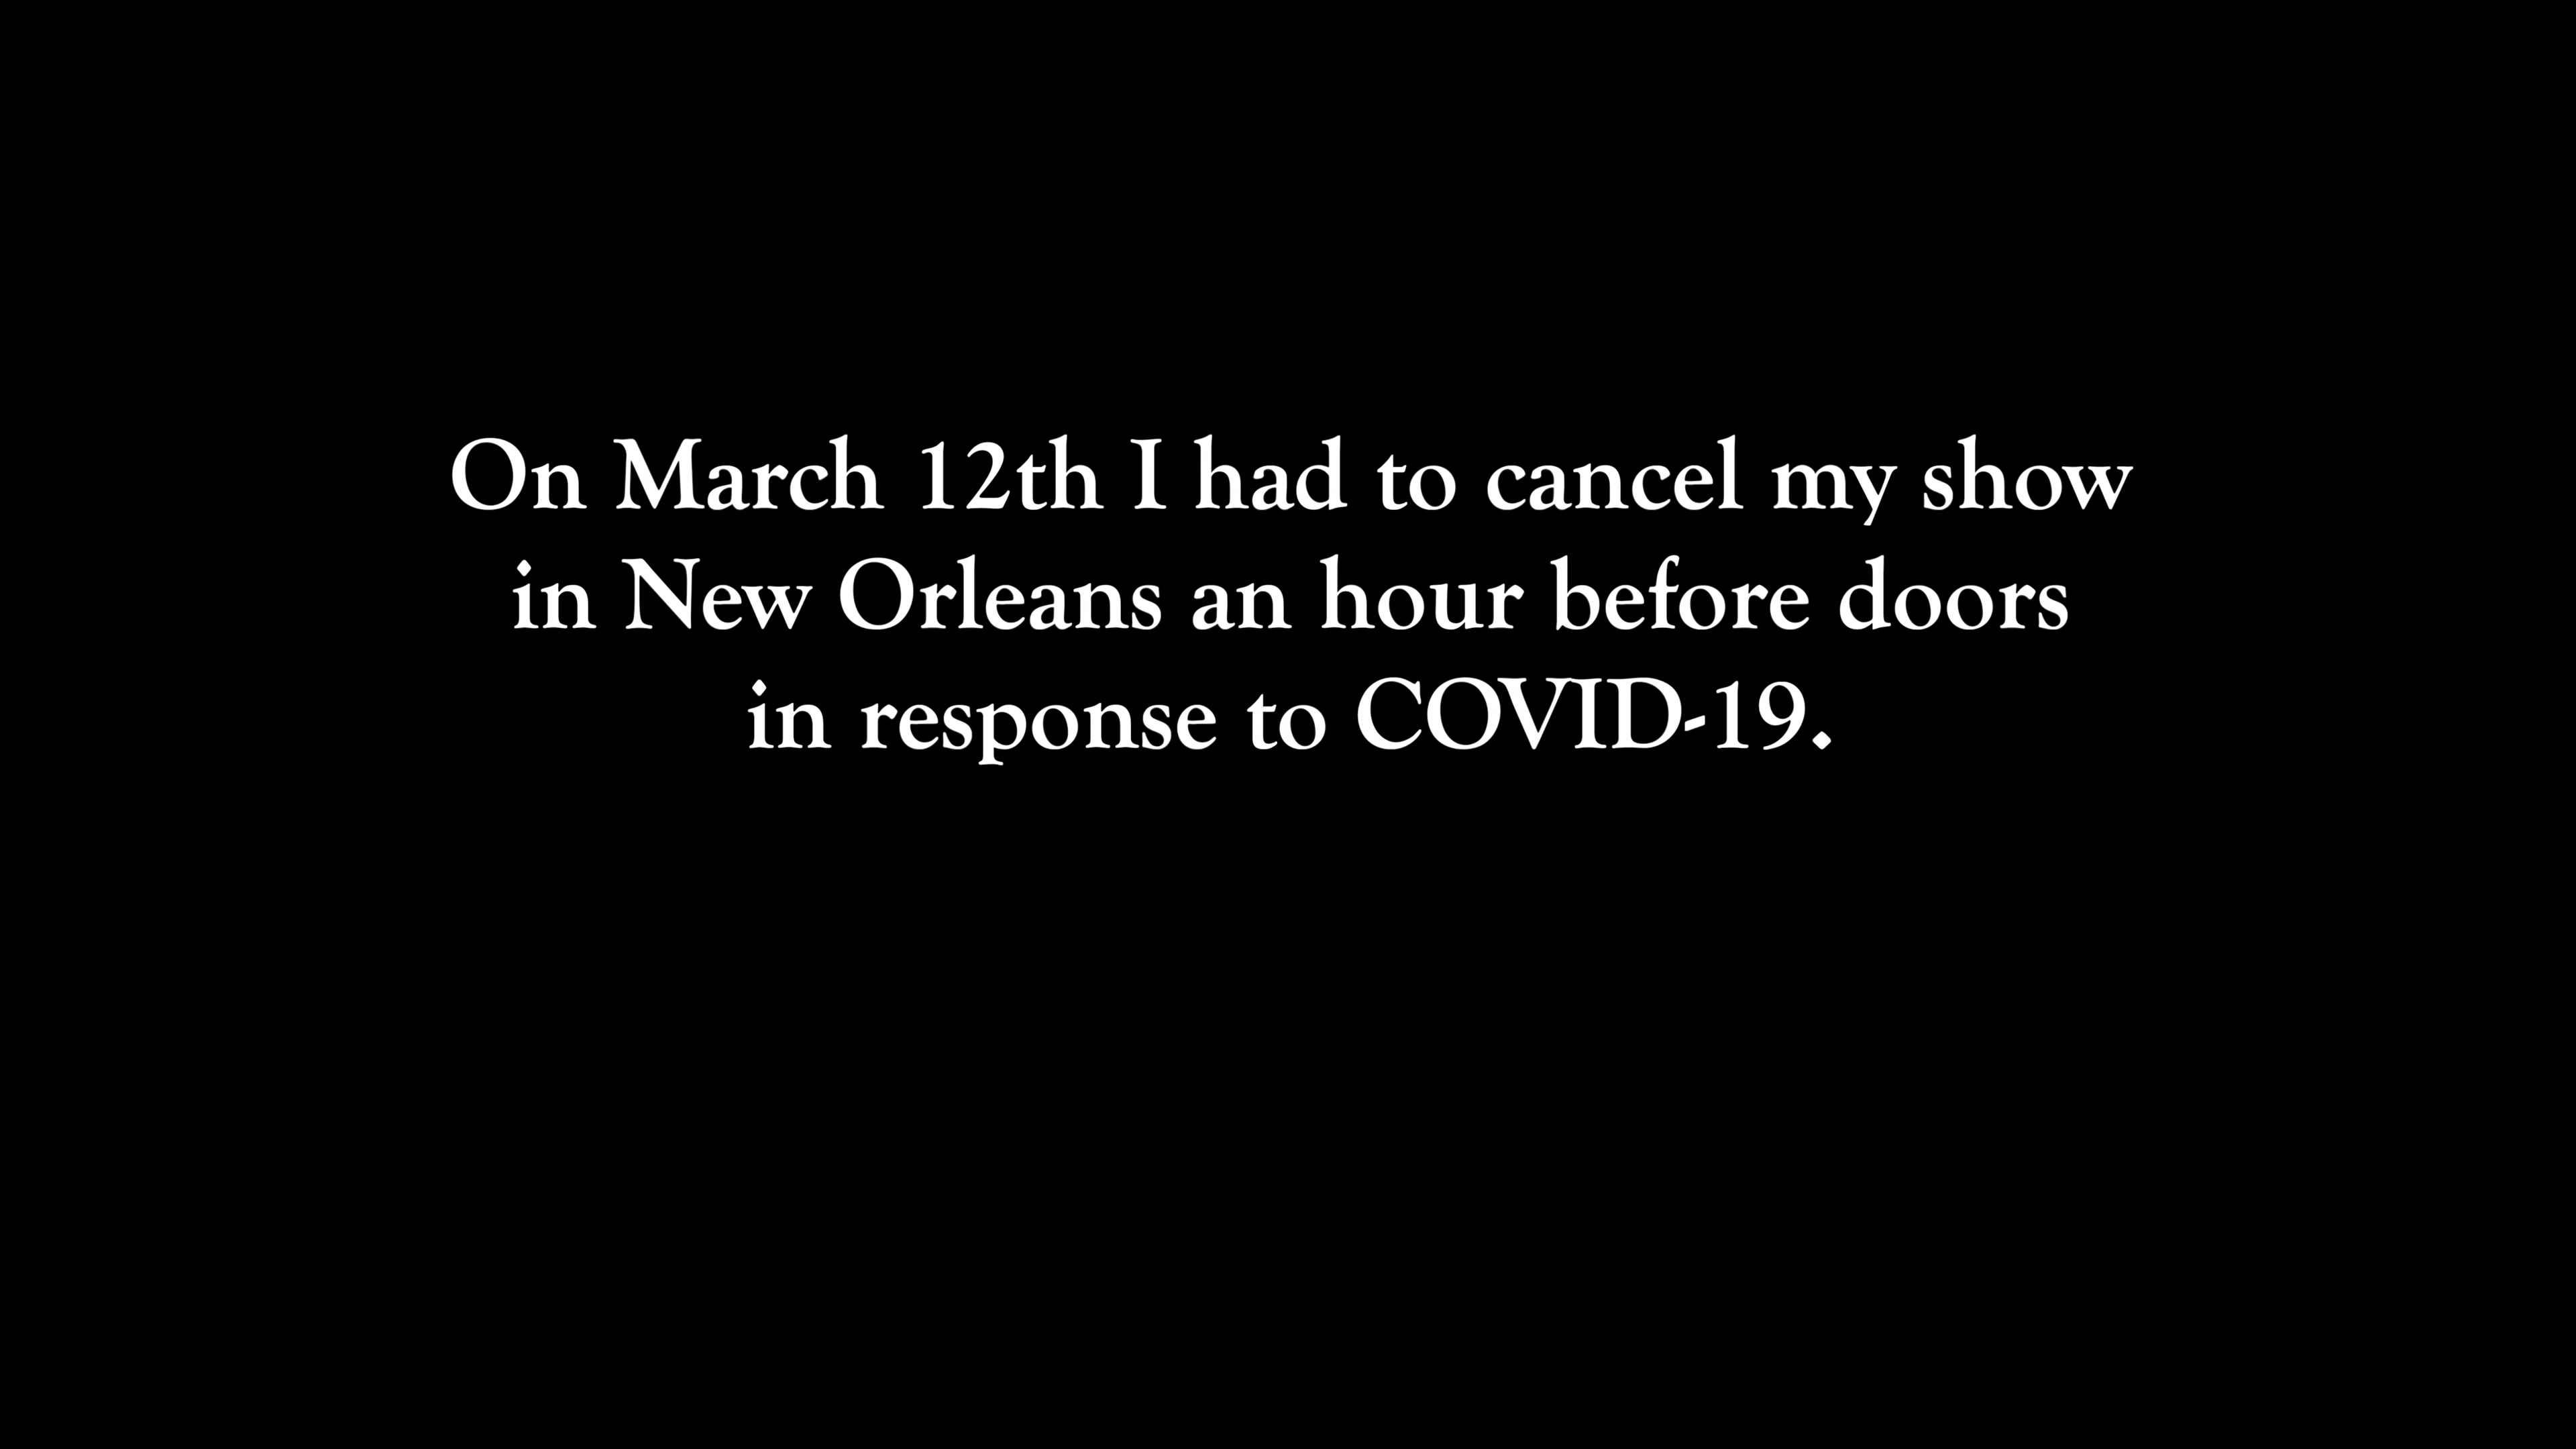 On March 12th I had to cancel my show
in New Orleans an hour before doors
in response to COVID-19.